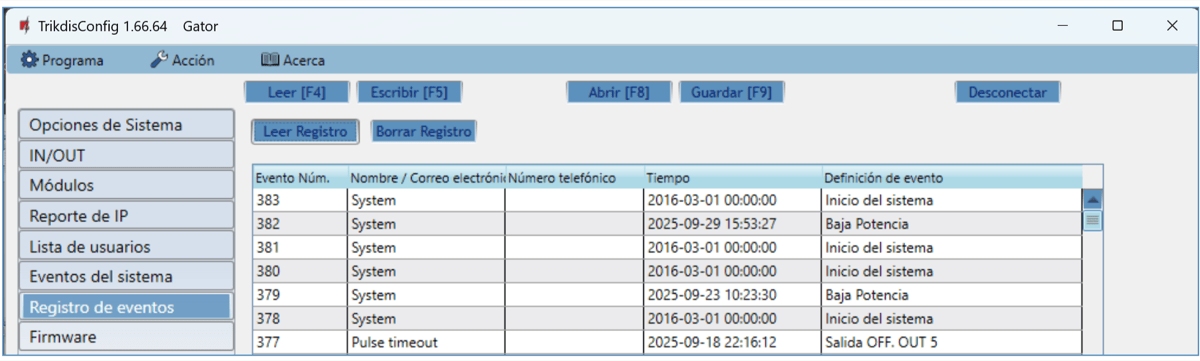 TrikdisConfig 1.66.64 Gator
Programa Acción Acerca
Leer [F4] Escribir [F5] Abrir [F8] Guardar [F9] Desconectar
Leer Registro Borrar Registro
Opciones de Sistema
IN/OUT
Módulos
Reporte de IP
Lista de usuarios
Eventos del sistema
Registro de eventos
Firmware
Evento Núm. Nombre / Correo electróni Número telefónico Tiempo Definición de evento
383 System 2016-03-01 00:00:00 Inicio del sistema
382 System 2025-09-29 15:53:27 Baja Potencia
381 System 2016-03-01 00:00:00 Inicio del sistema
380 System 2016-03-01 00:00:00 Inicio del sistema
379 System 2025-09-23 10:23:30 Baja Potencia
378 System 2016-03-01 00:00:00 Inicio del sistema
377 Pulse timeout 2025-09-18 22:16:12 Salida OFF. OUT 5